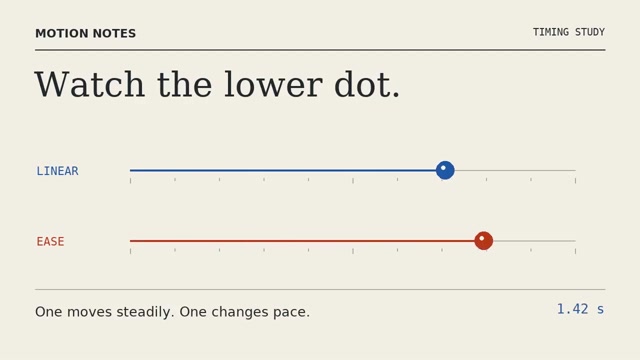 MOTION NOTES
TIMING STUDY
Watch the lower dot.
LINEAR
EASE
One moves steadily. One changes pace.
1.42 s